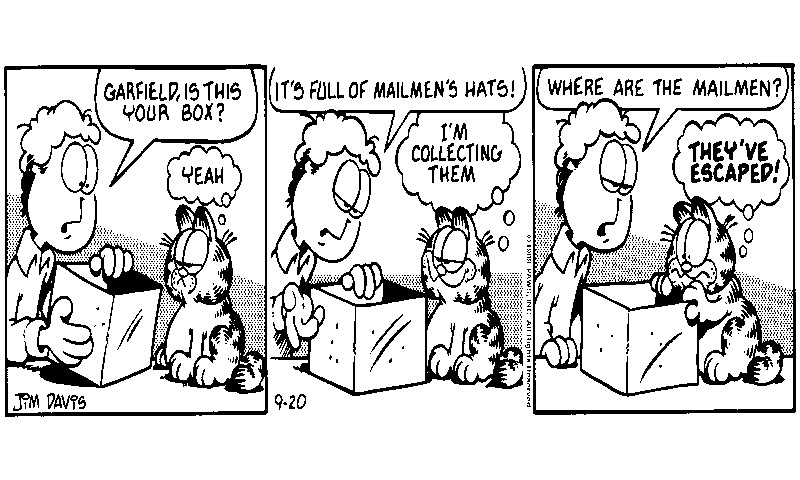 GARFIELD, IS THIS
YOUR BOX?
YEAH
JIM DAVIS
IT'S FULL OF MAILMEN'S HATS!
I'M
COLLECTING
THEM
9-20
WHERE ARE THE MAILMEN?
THEY'VE
ESCAPED!